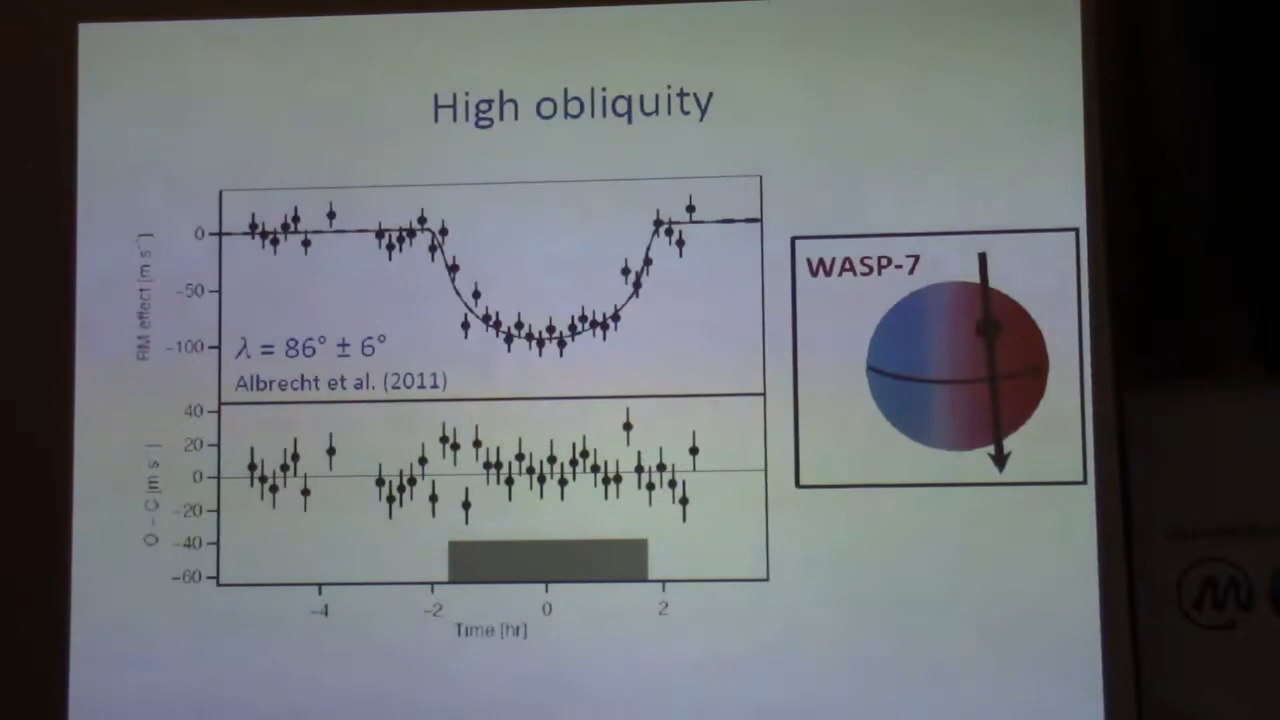 High obliquity
RM effect [m s⁻¹]
0
−50
−100
λ = 86° ± 6°
Albrecht et al. (2011)
O − C [m s⁻¹]
40
20
0
−20
−40
−60
−4
−2
0
2
Time [hr]
WASP-7